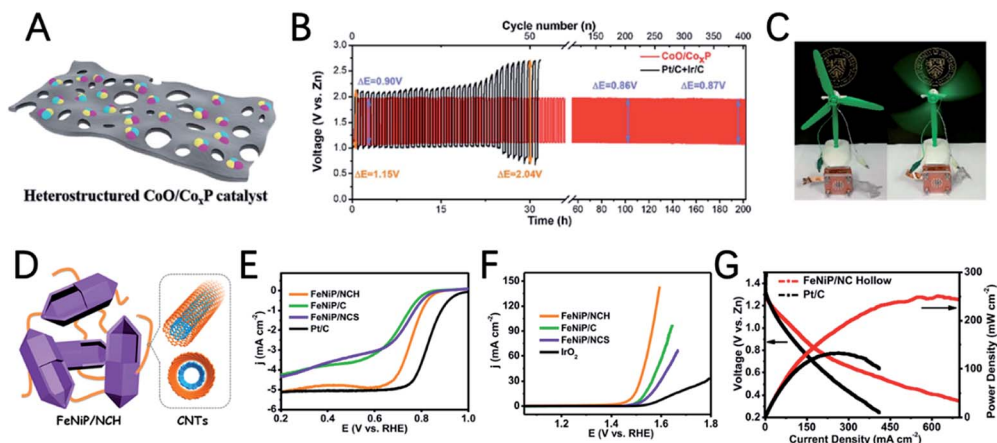 A
Heterostructured CoO/CoxP catalyst
B
Cycle number (n)
0 50 200 250 300 350 400
Voltage (V vs. Zn)
3.0
2.5
2.0
1.5
1.0
0.5
0.0
CoO/CoxP
Pt/C+Ir/C
ΔE=0.90V
ΔE=0.86V
ΔE=0.87V
ΔE=1.15V
ΔE=2.04V
0 15 30 60 80 100 120 140 160 180 200
Time (h)
C
D
FeNiP/NCH
CNTs
E
j (mA cm-2)
1
0
-1
-2
-3
-4
-5
-6
FeNiP/NCH
FeNiP/C
FeNiP/NCS
Pt/C
0.2 0.4 0.6 0.8 1.0
E (V vs. RHE)
F
j (mA cm-2)
150
120
90
60
30
0
FeNiP/NCH
FeNiP/C
FeNiP/NCS
IrO2
1.2 1.4 1.6 1.8
E (V vs. RHE)
G
Voltage (V vs. Zn)
1.4
1.2
1.0
0.8
0.6
0.4
0.2
FeNiP/NC Hollow
Pt/C
300
200
100
0
Power Density (mW cm-2)
0 150 300 450 600
Current Density (mA cm-2)